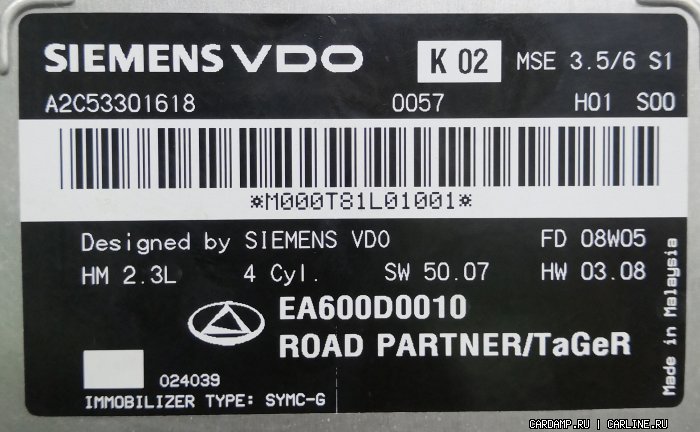 SIEMENS VDO K 02 MSE 3.5/6 S1
A2C53301618 0057 H01 S00
*M000T81L01001*
Designed by SIEMENS VDO FD 08W05
HM 2.3L 4 Cyl. SW 50.07 HW 03.08
EA600D0010
ROAD PARTNER/TaGeR
Made in Malaysia
024039
IMMOBILIZER TYPE: SYMC-G
CARDAMP.RU | CARLINE.RU